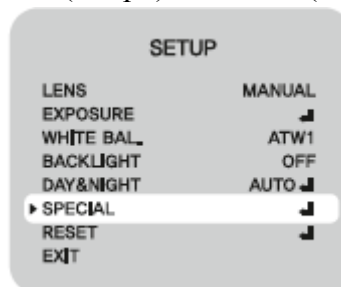 SETUP
LENS MANUAL
EXPOSURE ↲
WHITE BAL. ATW1
BACKLIGHT OFF
DAY&NIGHT AUTO ↲
▸ SPECIAL ↲
RESET ↲
EXIT